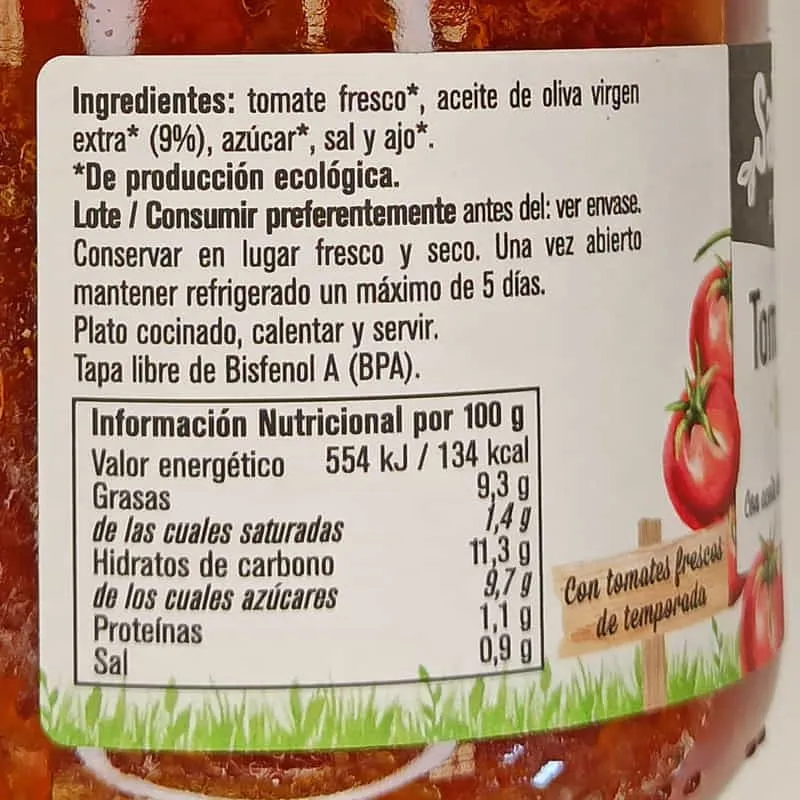 Ingredientes: tomate fresco*, aceite de oliva virgen
extra* (9%), azúcar*, sal y ajo*.
*De producción ecológica.
Lote / Consumir preferentemente antes del: ver envase.
Conservar en lugar fresco y seco. Una vez abierto
mantener refrigerado un máximo de 5 días.
Plato cocinado, calentar y servir.
Tapa libre de Bisfenol A (BPA).
Información Nutricional por 100 g
Valor energético 554 kJ / 134 kcal
Grasas 9,3 g
de las cuales saturadas 1,4 g
Hidratos de carbono 11,3 g
de los cuales azúcares 9,7 g
Proteínas 1,1 g
Sal 0,9 g
Con tomates frescos
de temporada